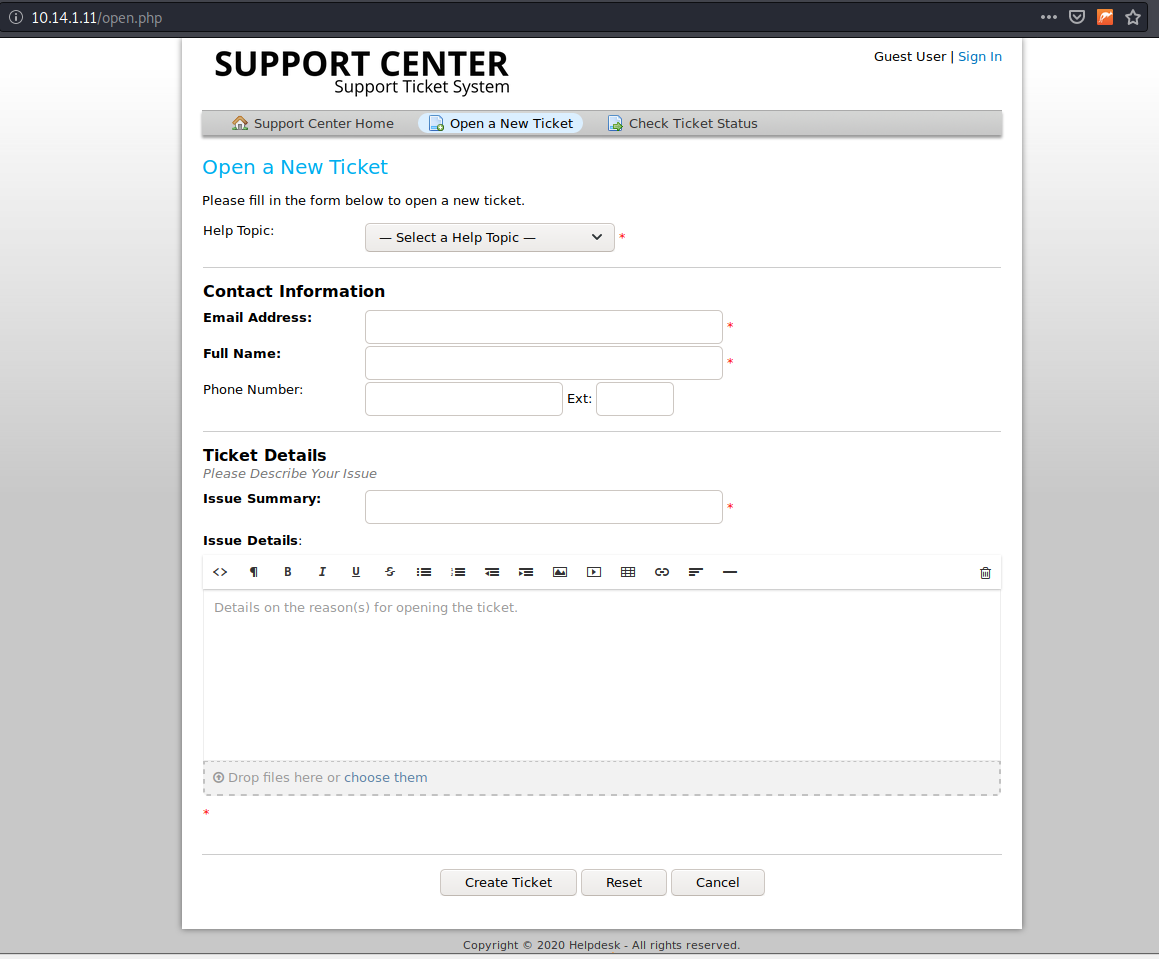 10.14.1.11/open.php
SUPPORT CENTER
Support Ticket System
Guest User | Sign In
Support Center Home Open a New Ticket Check Ticket Status
Open a New Ticket
Please fill in the form below to open a new ticket.
Help Topic: — Select a Help Topic — *
Contact Information
Email Address: *
Full Name: *
Phone Number: Ext:
Ticket Details
Please Describe Your Issue
Issue Summary: *
Issue Details:
<> ¶ B I U S
Details on the reason(s) for opening the ticket.
Drop files here or choose them
*
Create Ticket Reset Cancel
Copyright © 2020 Helpdesk - All rights reserved.